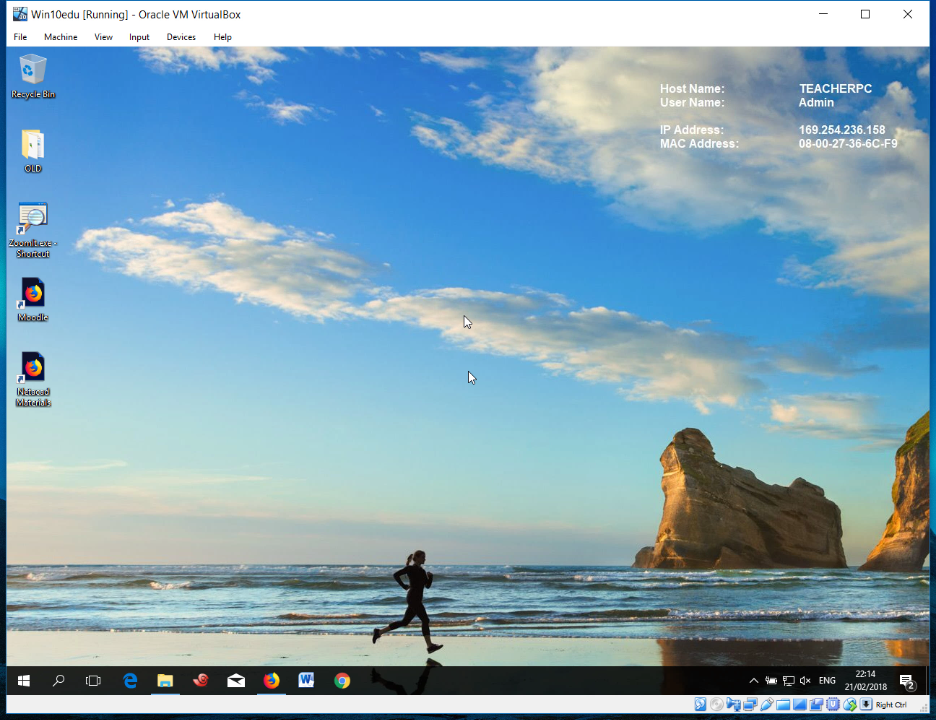 Win10edu [Running] - Oracle VM VirtualBox
File Machine View Input Devices Help
Recycle Bin
OLD
ZoomIt.exe - Shortcut
Moodle
Netacad Materials
Host Name: TEACHERPC
User Name: Admin
IP Address: 169.254.236.158
MAC Address: 08-00-27-36-6C-F9
ENG
22:14
21/02/2018
2
Right Ctrl